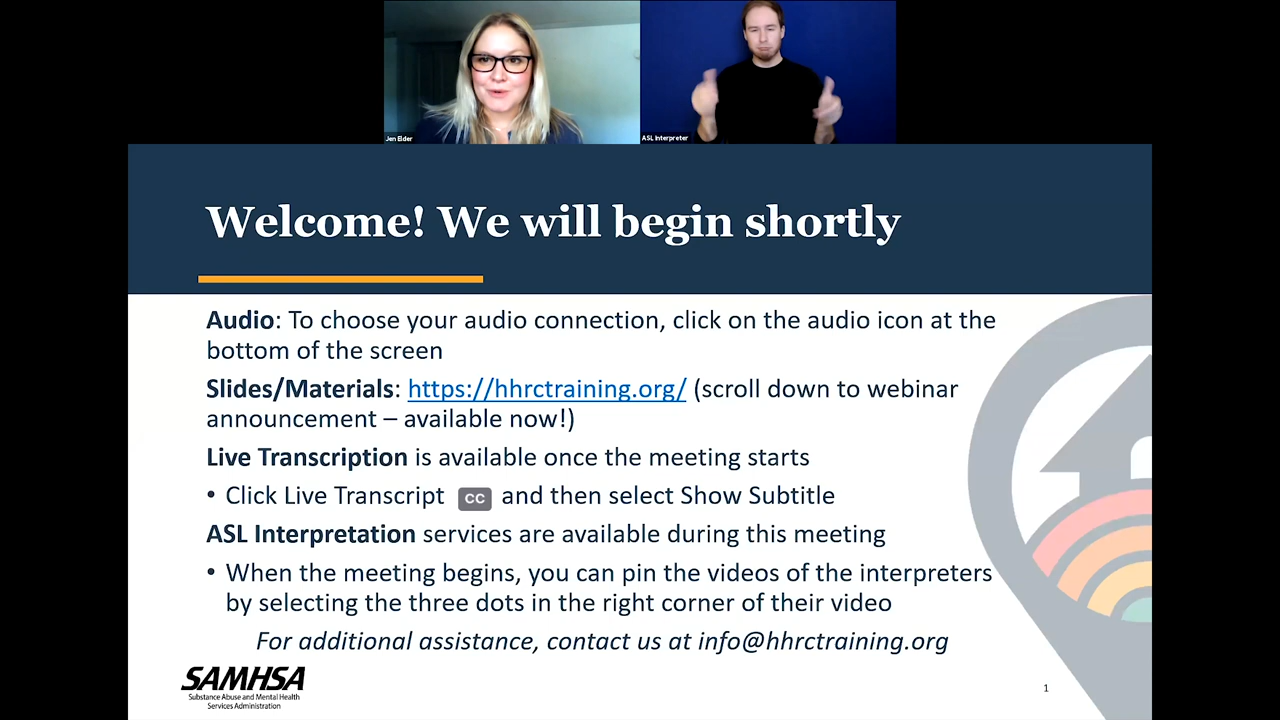 Jen Elder
ASL Interpreter
Welcome! We will begin shortly
Audio: To choose your audio connection, click on the audio icon at the
bottom of the screen
Slides/Materials: https://hhrctraining.org/ (scroll down to webinar
announcement – available now!)
Live Transcription is available once the meeting starts
• Click Live Transcript CC and then select Show Subtitle
ASL Interpretation services are available during this meeting
• When the meeting begins, you can pin the videos of the interpreters
by selecting the three dots in the right corner of their video
For additional assistance, contact us at info@hhrctraining.org
SAMHSA
Substance Abuse and Mental Health
Services Administration
1